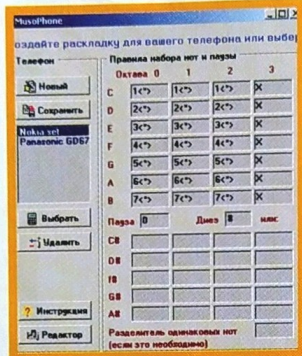 MusoPhone
оздайте раскладку для вашего телефона или выбер
Телефон
Правила набора нот и паузы
Октава 0 1 2 3
Новый
Сохранить
Nokia set
Panasonic GD67
C 1<*> 1<*> 1<*> X
D 2<*> 2<*> 2<*> X
E 3<*> 3<*> 3<*> X
F 4<*> 4<*> 4<*> X
G 5<*> 5<*> 5<*> X
A 6<*> 6<*> 6<*> X
B 7<*> 7<*> 7<*> X
Выбрать
Удалить
Пауза 0 Диез # плюс
C#
D#
F#
G#
A#
Инструкция
Редактор
Разделитель одинаковых нот
(если это необходимо)